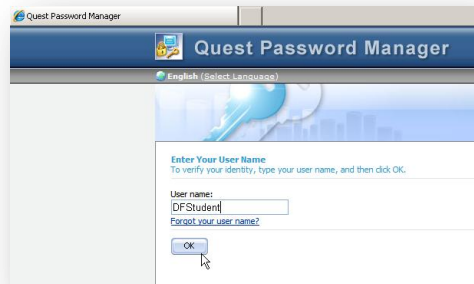 Quest Password Manager
Quest Password Manager
English (Select Language)
Enter Your User Name
To verify your identity, type your user name, and then click OK.
User name:
DFStudent
Forgot your user name?
OK